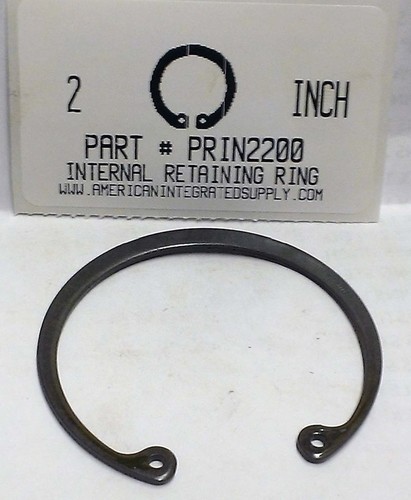 2 INCH
PART # PRIN2200
INTERNAL RETAINING RING
WWW.AMERICANINTEGRATEDSUPPLY.COM